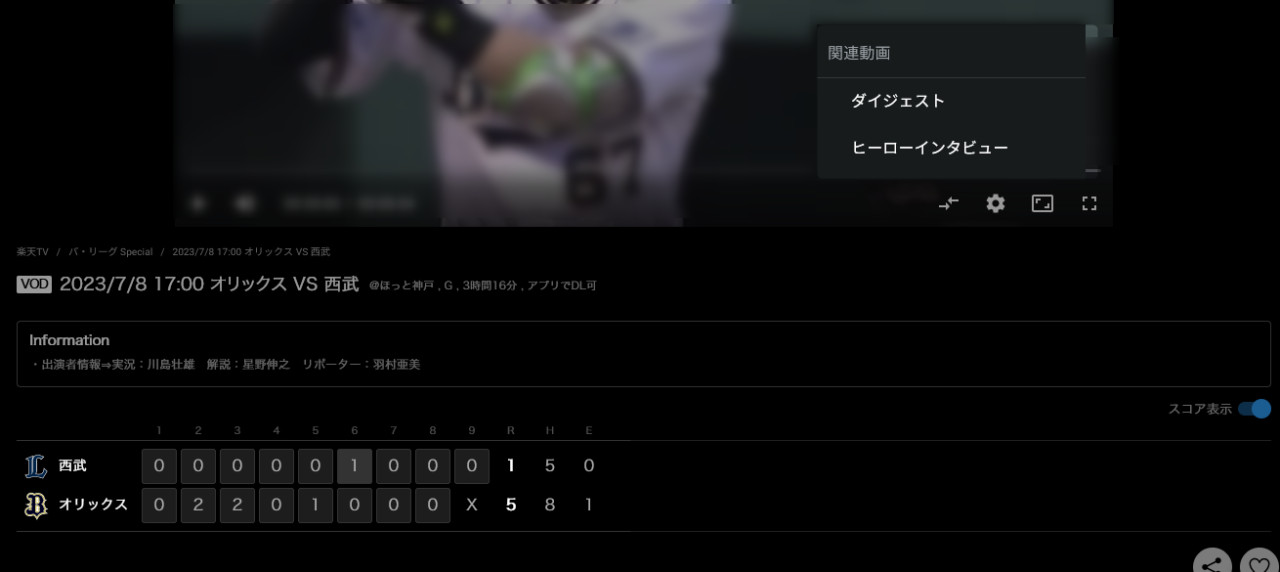 関連動画
ダイジェスト
ヒーローインタビュー
67
楽天TV / パ・リーグ Special / 2023/7/8 17:00 オリックス VS 西武
VOD 2023/7/8 17:00 オリックス VS 西武 @ほっと神戸 , G , 3時間16分 , アプリでDL可
Information
・出演者情報⇒実況：川島壮雄　解説：星野伸之　リポーター：羽村亜美
スコア表示
1 2 3 4 5 6 7 8 9 R H E
西武 0 0 0 0 0 1 0 0 0 1 5 0
オリックス 0 2 2 0 1 0 0 0 X 5 8 1